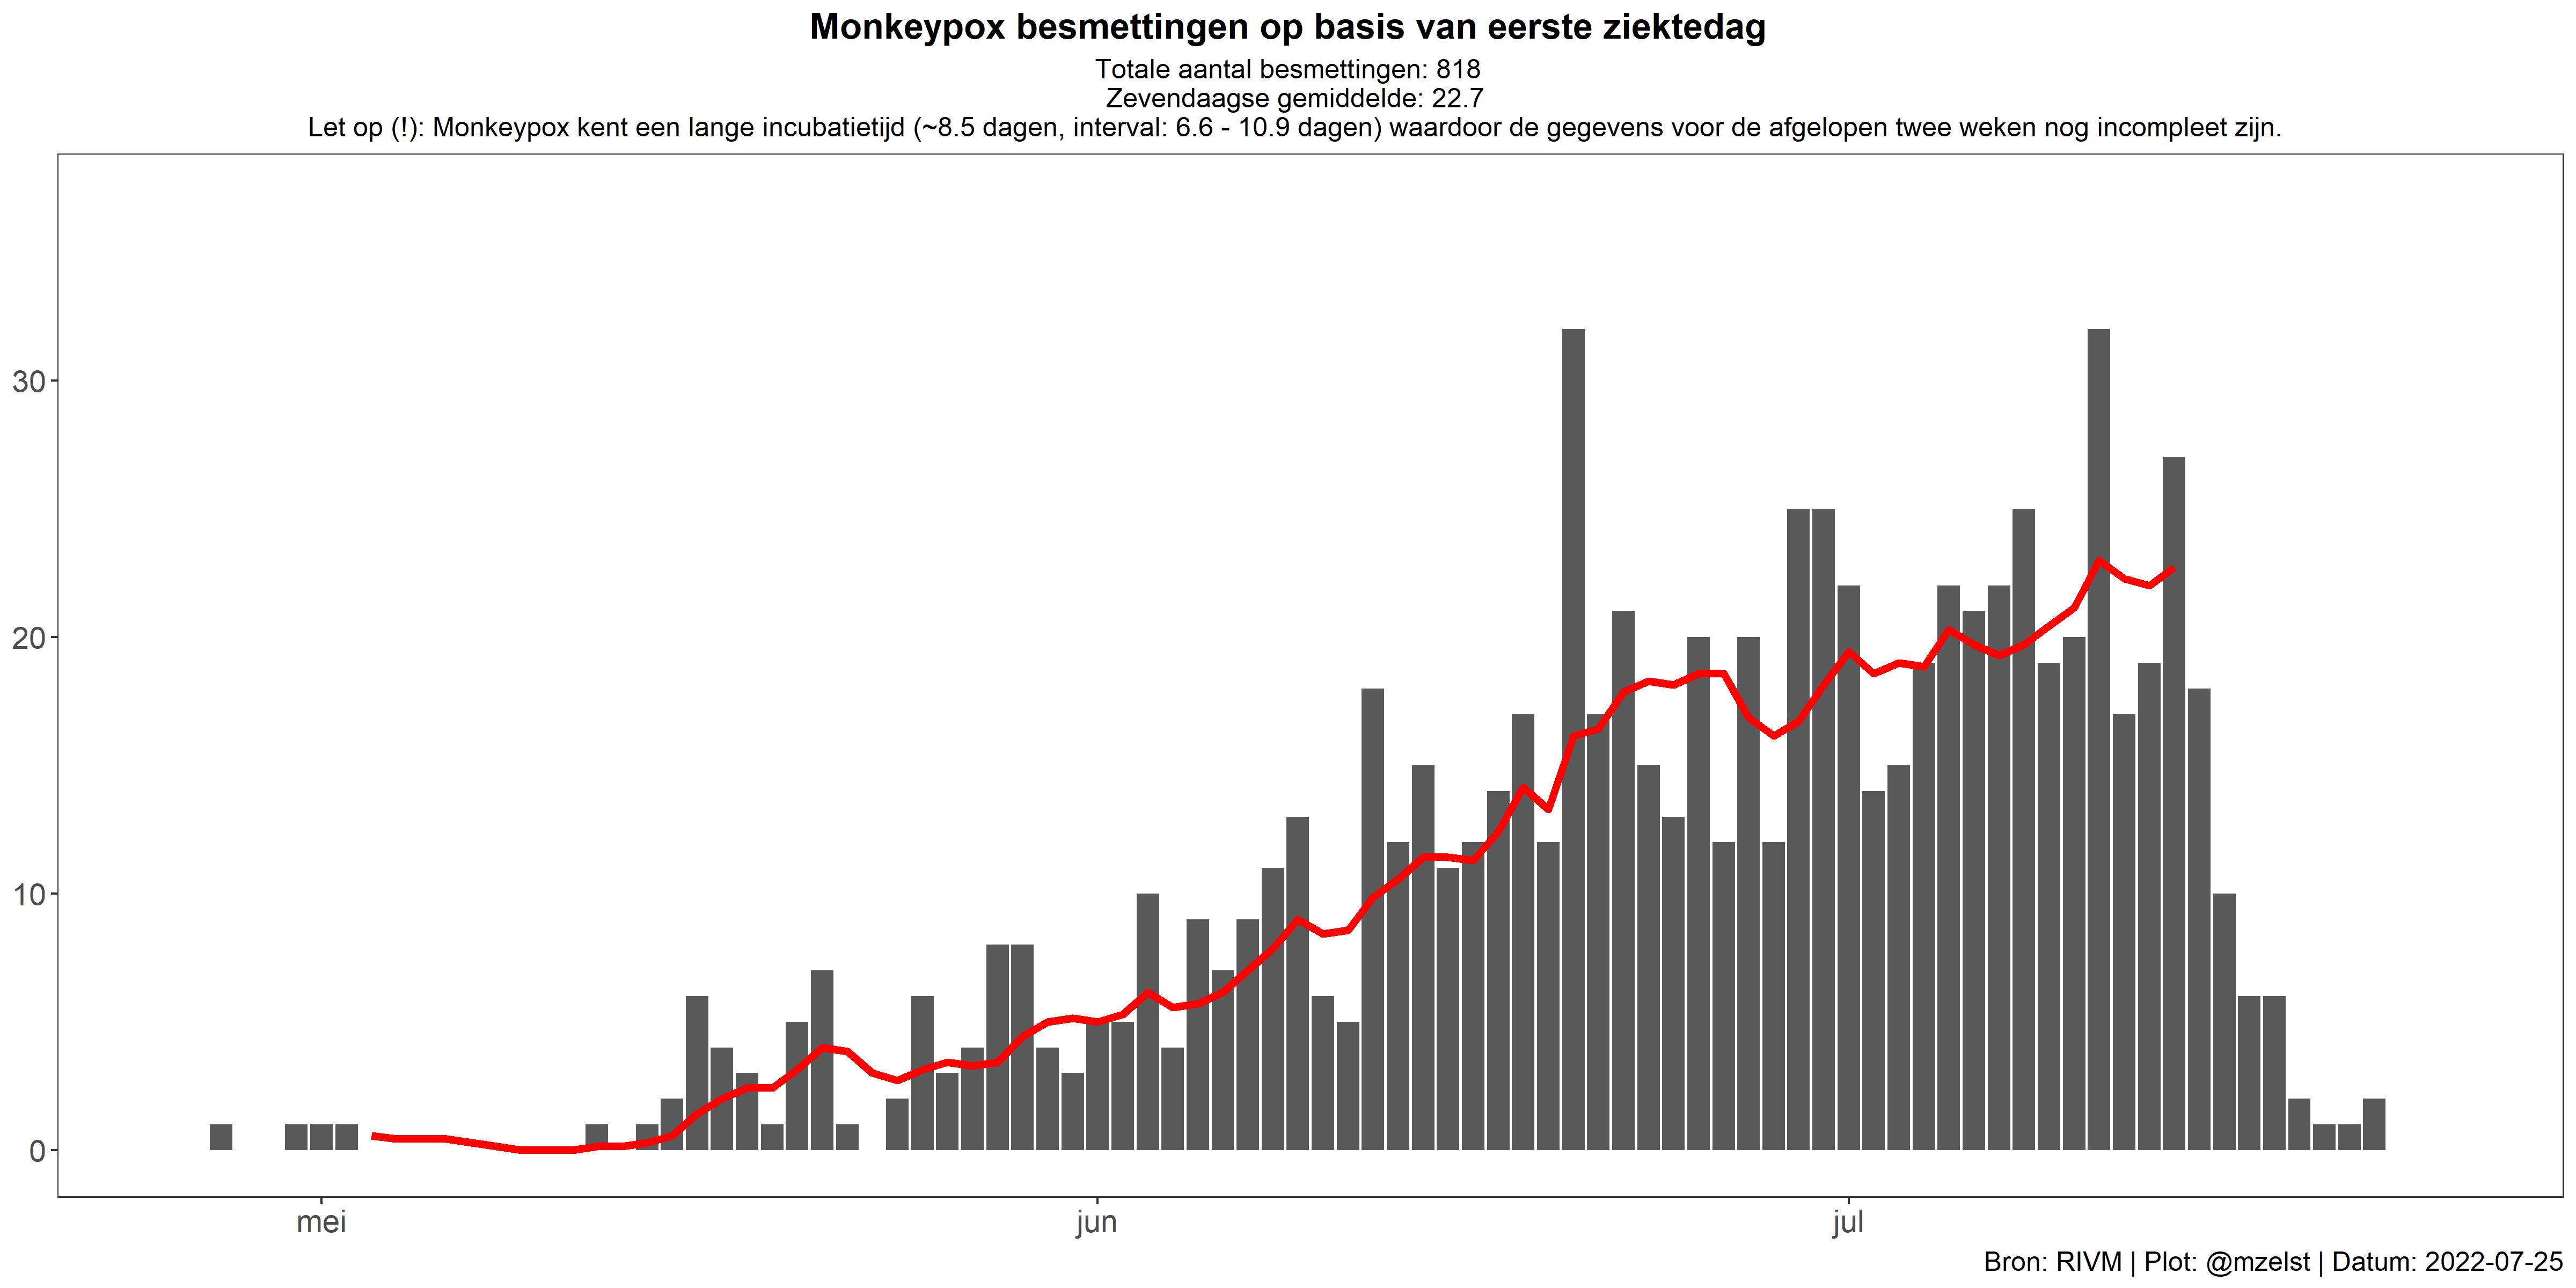 Monkeypox besmettingen op basis van eerste ziektedag
Totale aantal besmettingen: 818
Zevendaagse gemiddelde: 22.7
Let op (!): Monkeypox kent een lange incubatietijd (~8.5 dagen, interval: 6.6 - 10.9 dagen) waardoor de gegevens voor de afgelopen twee weken nog incompleet zijn.
30
20
10
0
mei jun jul
Bron: RIVM | Plot: @mzelst | Datum: 2022-07-25